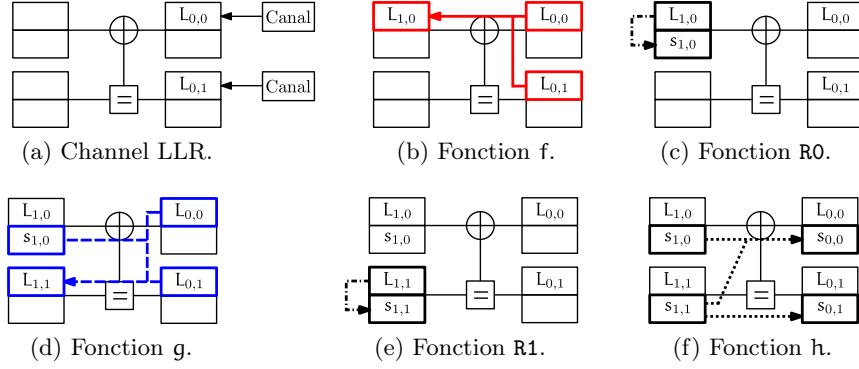 L0,0 Canal
L0,1 Canal
(a) Channel LLR.
L1,0 L0,0
L0,1
(b) Fonction f.
L1,0 L0,0
s1,0
L0,1
(c) Fonction R0.
L1,0 L0,0
s1,0
L1,1 L0,1
=
(d) Fonction g.
L1,0 L0,0
s1,0
L1,1 L0,1
s1,1 =
(e) Fonction R1.
L1,0 L0,0
s1,0 s0,0
L1,1 L0,1
s1,1 = s0,1
(f) Fonction h.